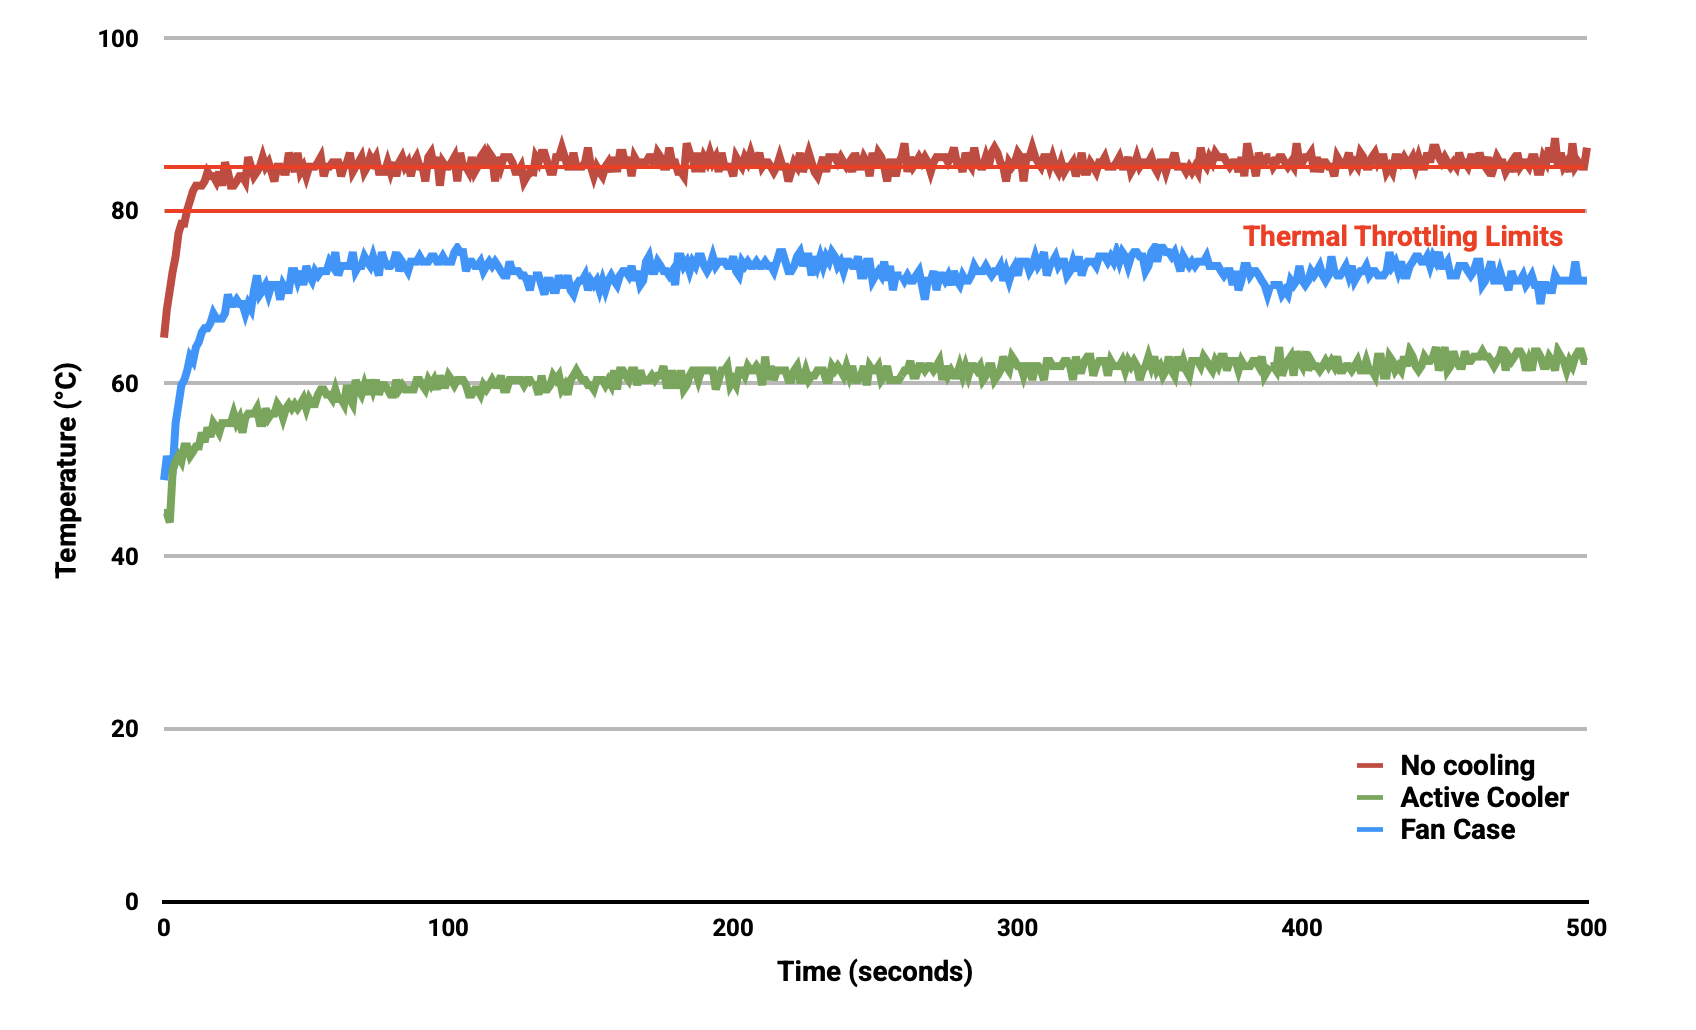 100
80
Thermal Throttling Limits
60
40
20
0
Temperature (°C)
No cooling
Active Cooler
Fan Case
0 100 200 300 400 500
Time (seconds)